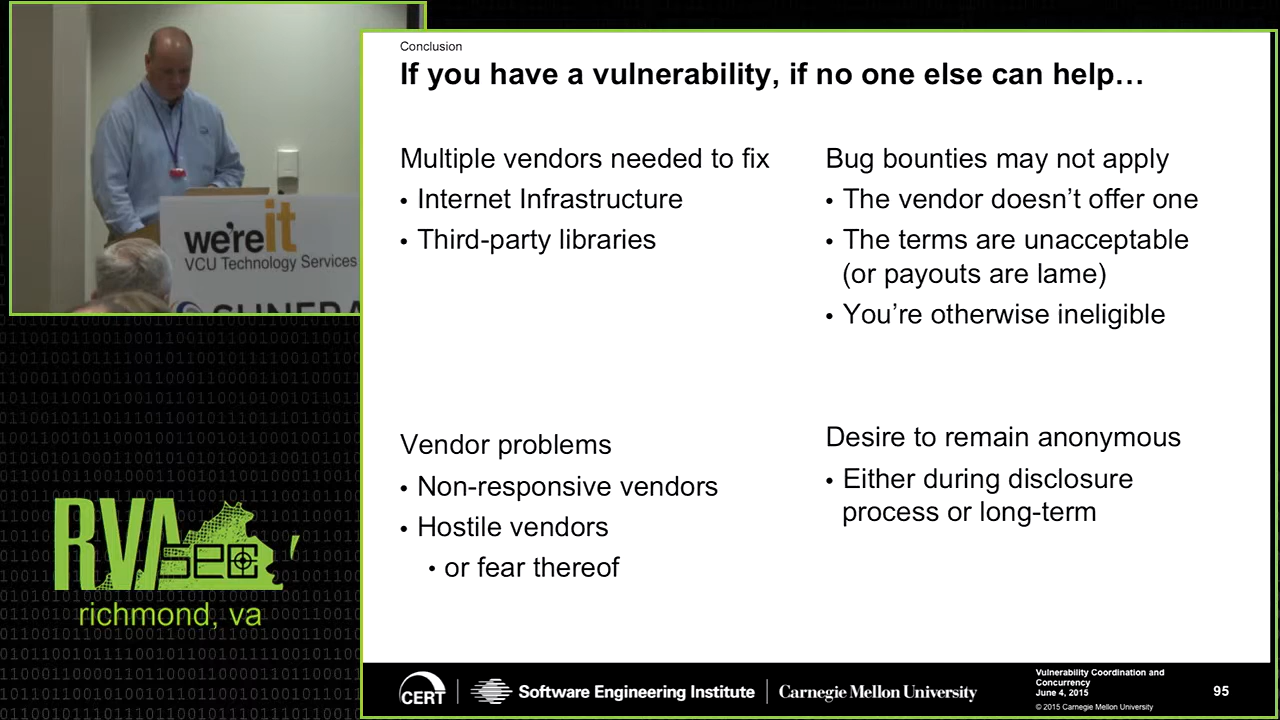 Conclusion
If you have a vulnerability, if no one else can help…
Multiple vendors needed to fix
• Internet Infrastructure
• Third-party libraries
Bug bounties may not apply
• The vendor doesn’t offer one
• The terms are unacceptable
(or payouts are lame)
• You’re otherwise ineligible
Vendor problems
• Non-responsive vendors
• Hostile vendors
• or fear thereof
Desire to remain anonymous
• Either during disclosure
process or long-term
we're it
VCU Technology Services
RVA
sec
richmond, va
CERT
Software Engineering Institute
Carnegie Mellon University
Vulnerability Coordination and
Concurrency
June 4, 2015
© 2015 Carnegie Mellon University
95